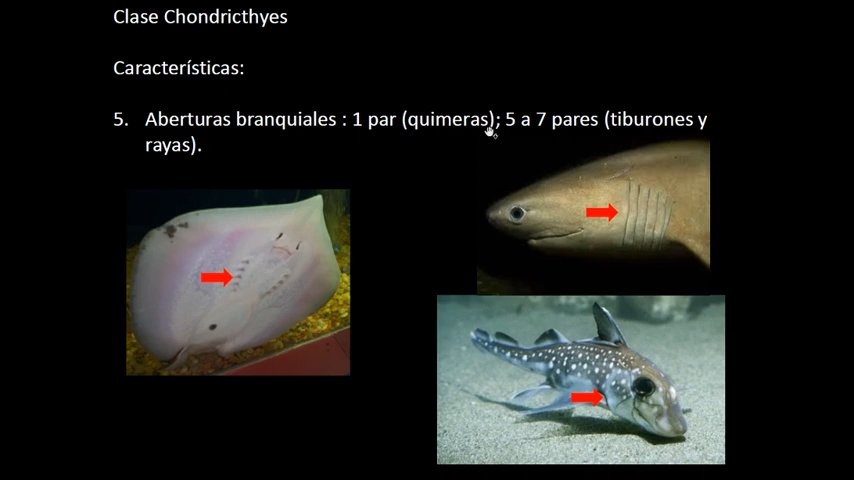 Clase Chondricthyes
Características:
5. Aberturas branquiales : 1 par (quimeras); 5 a 7 pares (tiburones y
rayas).